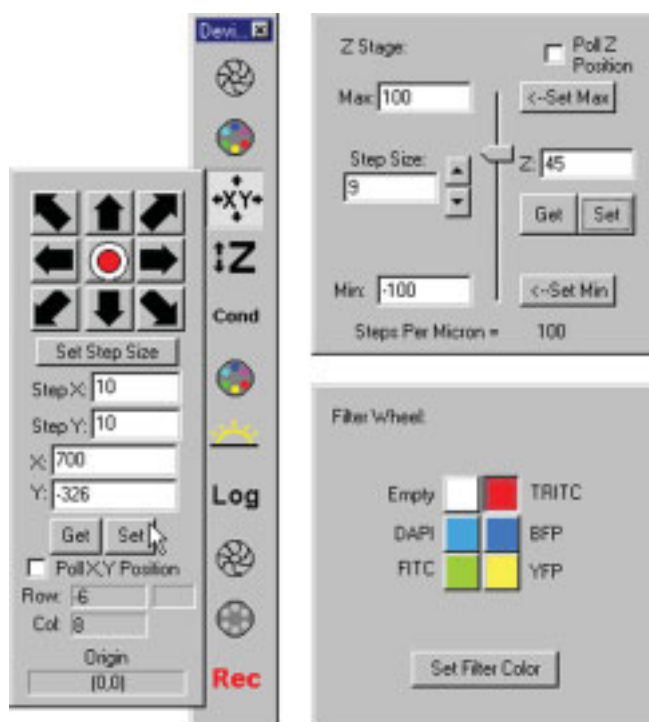 Devi...
XY
Z
Cond
Log
Rec
Set Step Size
Step X: 10
Step Y: 10
X: 700
Y: -326
Get Set
Poll X,Y Position
Row: -6
Col: 8
Origin
(0,0)
Z Stage:
Poll Z
Position
Max: 100
<--Set Max
Step Size:
9
Z: 45
Get Set
Min: -100
<--Set Min
Steps Per Micron = 100
Filter Wheel:
Empty TRITC
DAPI BFP
FITC YFP
Set Filter Color